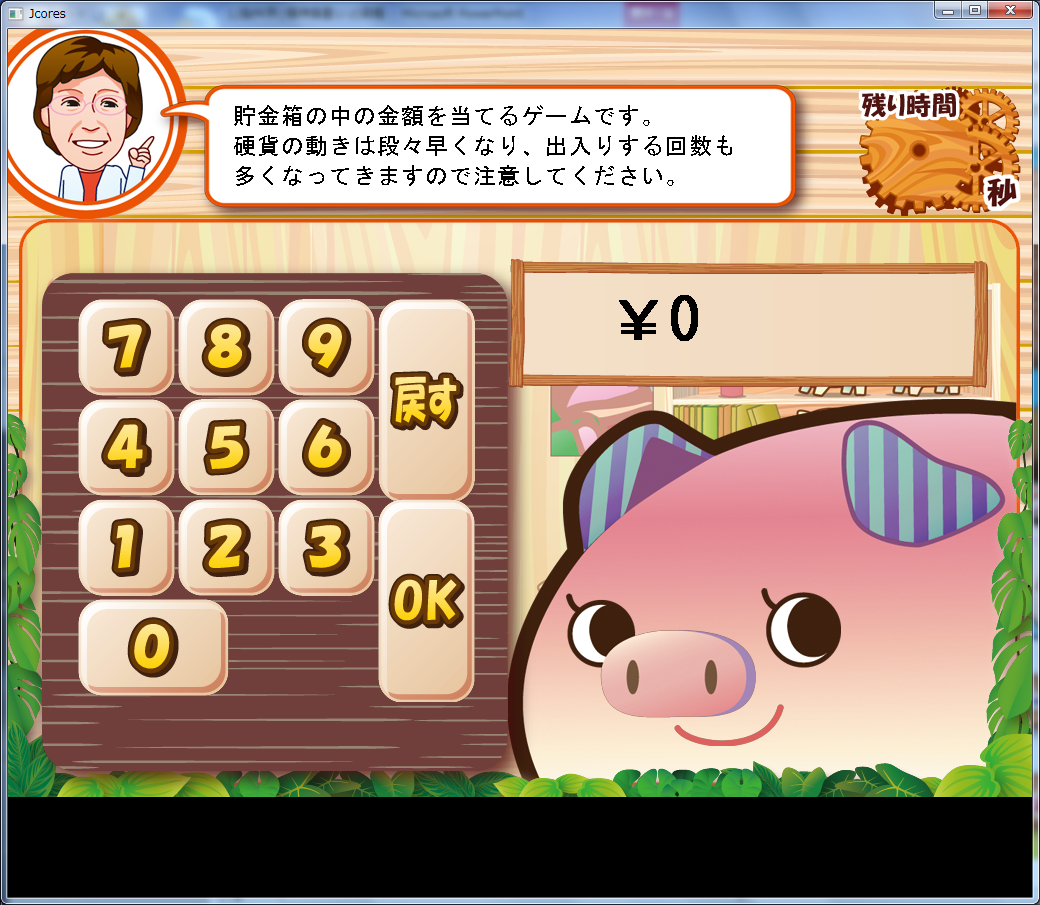 Jcores
貯金箱の中の金額を当てるゲームです。
硬貨の動きは段々早くなり、出入りする回数も
多くなってきますので注意してください。
残り時間
秒
¥0
7 8 9 戻す
4 5 6
1 2 3 OK
0